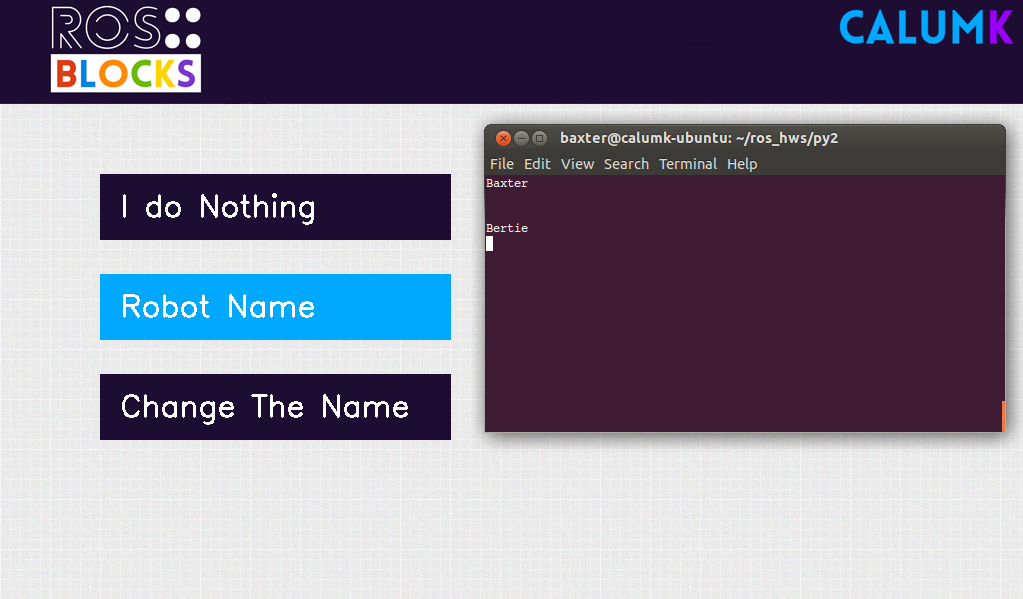 ROS
BLOCKS
CALUMK
I do Nothing
Robot Name
Change The Name
baxter@calumk-ubuntu: ~/ros_hws/py2
File Edit View Search Terminal Help
Baxter
Bertie